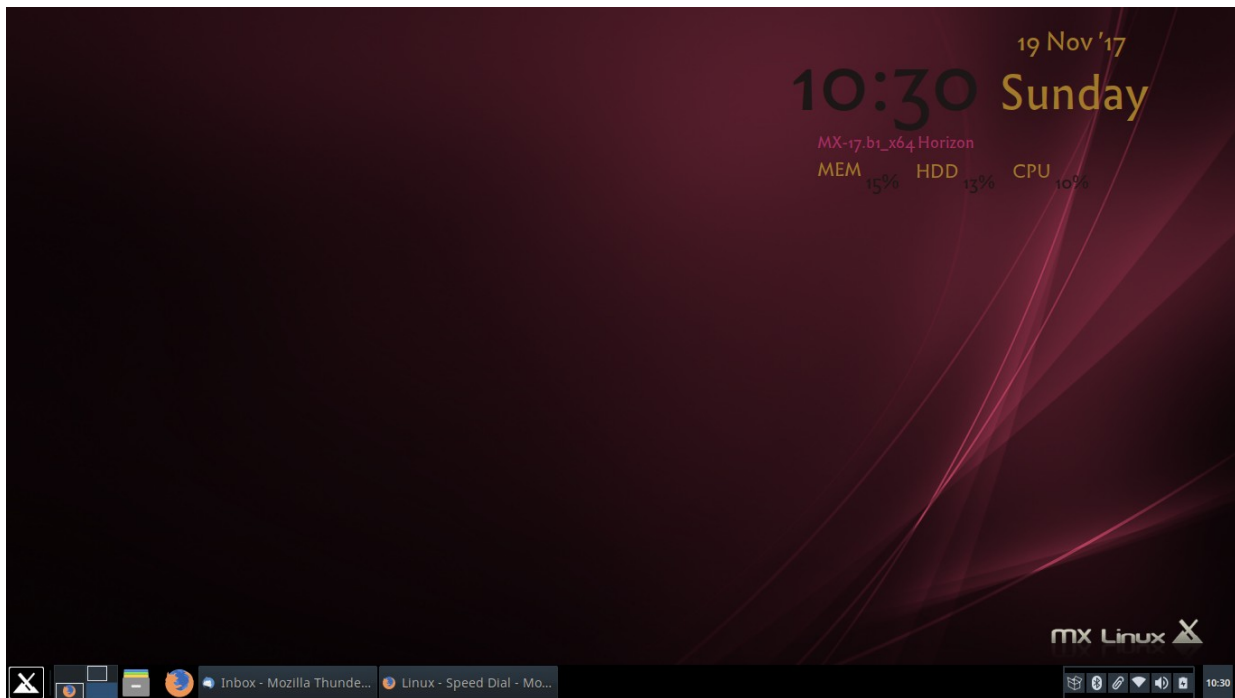 19 Nov '17
10:30 Sunday
MX-17.b1_x64 Horizon
MEM 15% HDD 13% CPU 10%
MX Linux
Inbox - Mozilla Thunde... Linux - Speed Dial - Mo... 10:30